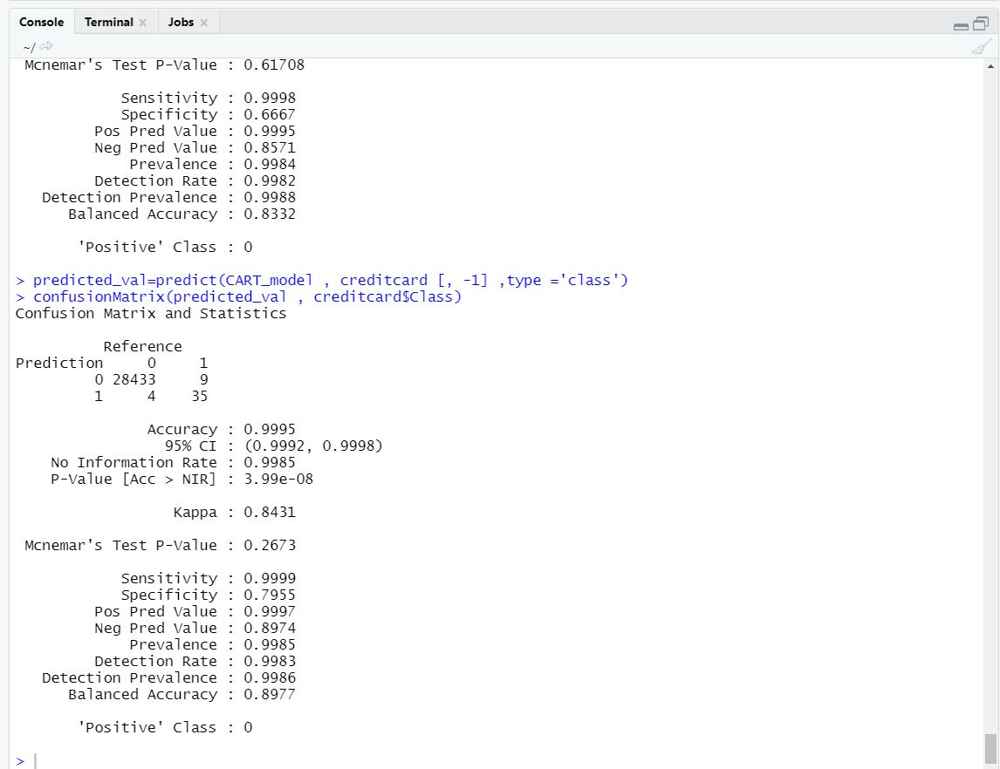 Console Terminal Jobs
~/
Mcnemar's Test P-Value : 0.61708
Sensitivity : 0.9998
Specificity : 0.6667
Pos Pred Value : 0.9995
Neg Pred Value : 0.8571
Prevalence : 0.9984
Detection Rate : 0.9982
Detection Prevalence : 0.9988
Balanced Accuracy : 0.8332
'Positive' Class : 0
> predicted_val=predict(CART_model , creditcard [, -1] ,type ='class')
> confusionMatrix(predicted_val , creditcard$Class)
Confusion Matrix and Statistics
Reference
Prediction 0 1
0 28433 9
1 4 35
Accuracy : 0.9995
95% CI : (0.9992, 0.9998)
No Information Rate : 0.9985
P-Value [Acc > NIR] : 3.99e-08
Kappa : 0.8431
Mcnemar's Test P-Value : 0.2673
Sensitivity : 0.9999
Specificity : 0.7955
Pos Pred Value : 0.9997
Neg Pred Value : 0.8974
Prevalence : 0.9985
Detection Rate : 0.9983
Detection Prevalence : 0.9986
Balanced Accuracy : 0.8977
'Positive' Class : 0
>